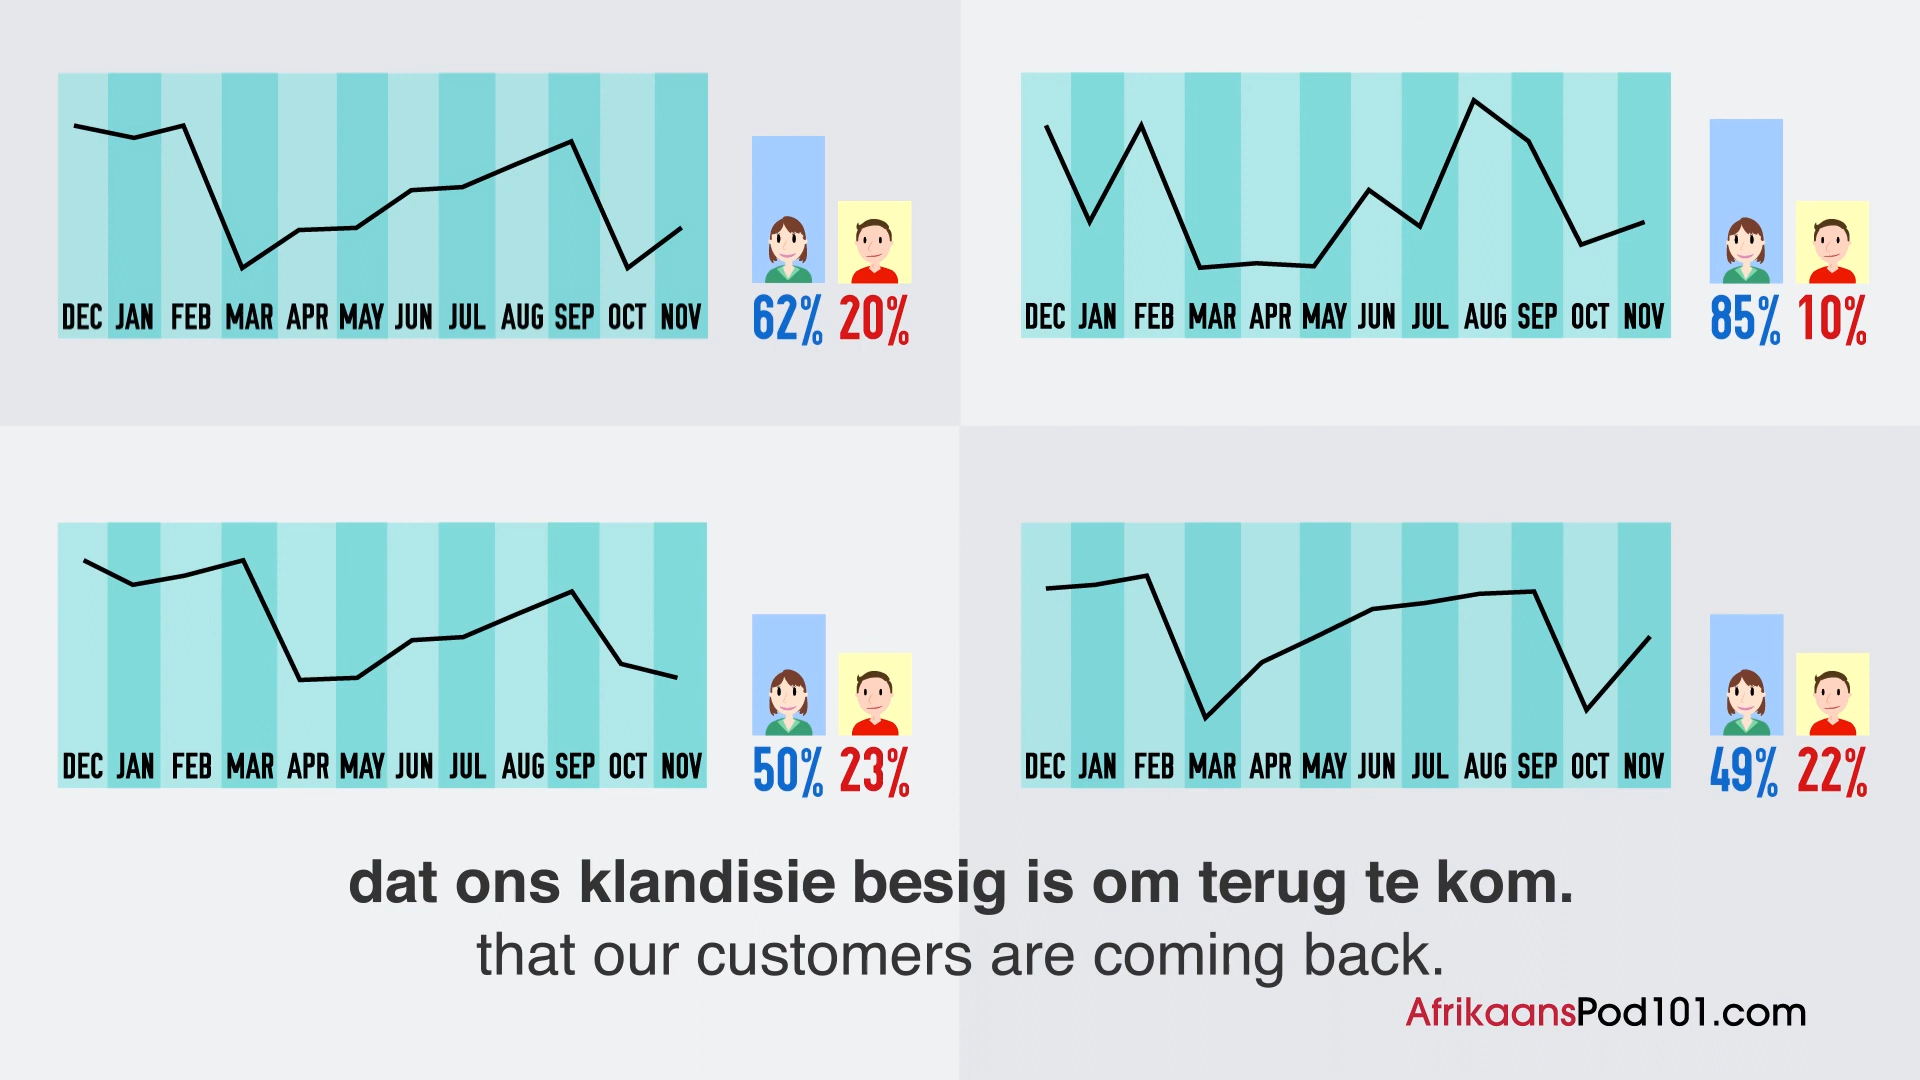 DEC JAN FEB MAR APR MAY JUN JUL AUG SEP OCT NOV
62% 20%
DEC JAN FEB MAR APR MAY JUN JUL AUG SEP OCT NOV
85% 10%
DEC JAN FEB MAR APR MAY JUN JUL AUG SEP OCT NOV
50% 23%
DEC JAN FEB MAR APR MAY JUN JUL AUG SEP OCT NOV
49% 22%
dat ons klandisie besig is om terug te kom.
that our customers are coming back.
AfrikaansPod101.com